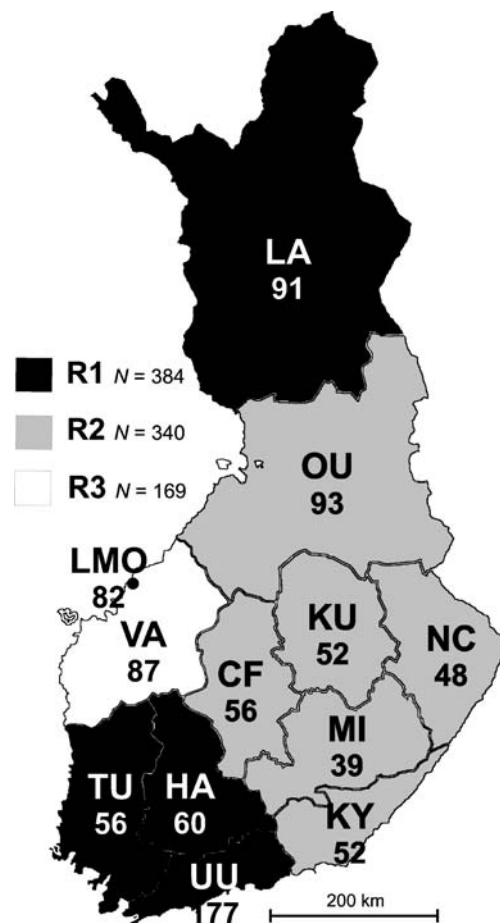 LA
91
R1 N = 384
R2 N = 340
R3 N = 169
OU
93
LMO
82
VA
87
KU
52
NC
48
CF
56
MI
39
TU
56
HA
60
KY
52
UU
177
200 km